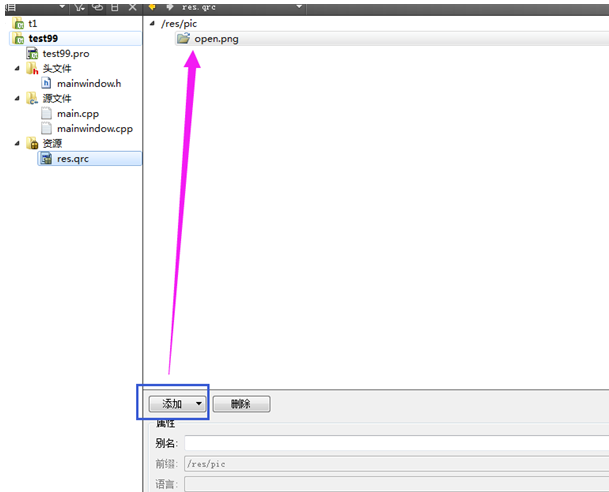 res.qrc
t1
test99
test99.pro
头文件
mainwindow.h
源文件
main.cpp
mainwindow.cpp
资源
res.qrc
/res/pic
open.png
添加
删除
属性
别名:
前缀: /res/pic
语言: